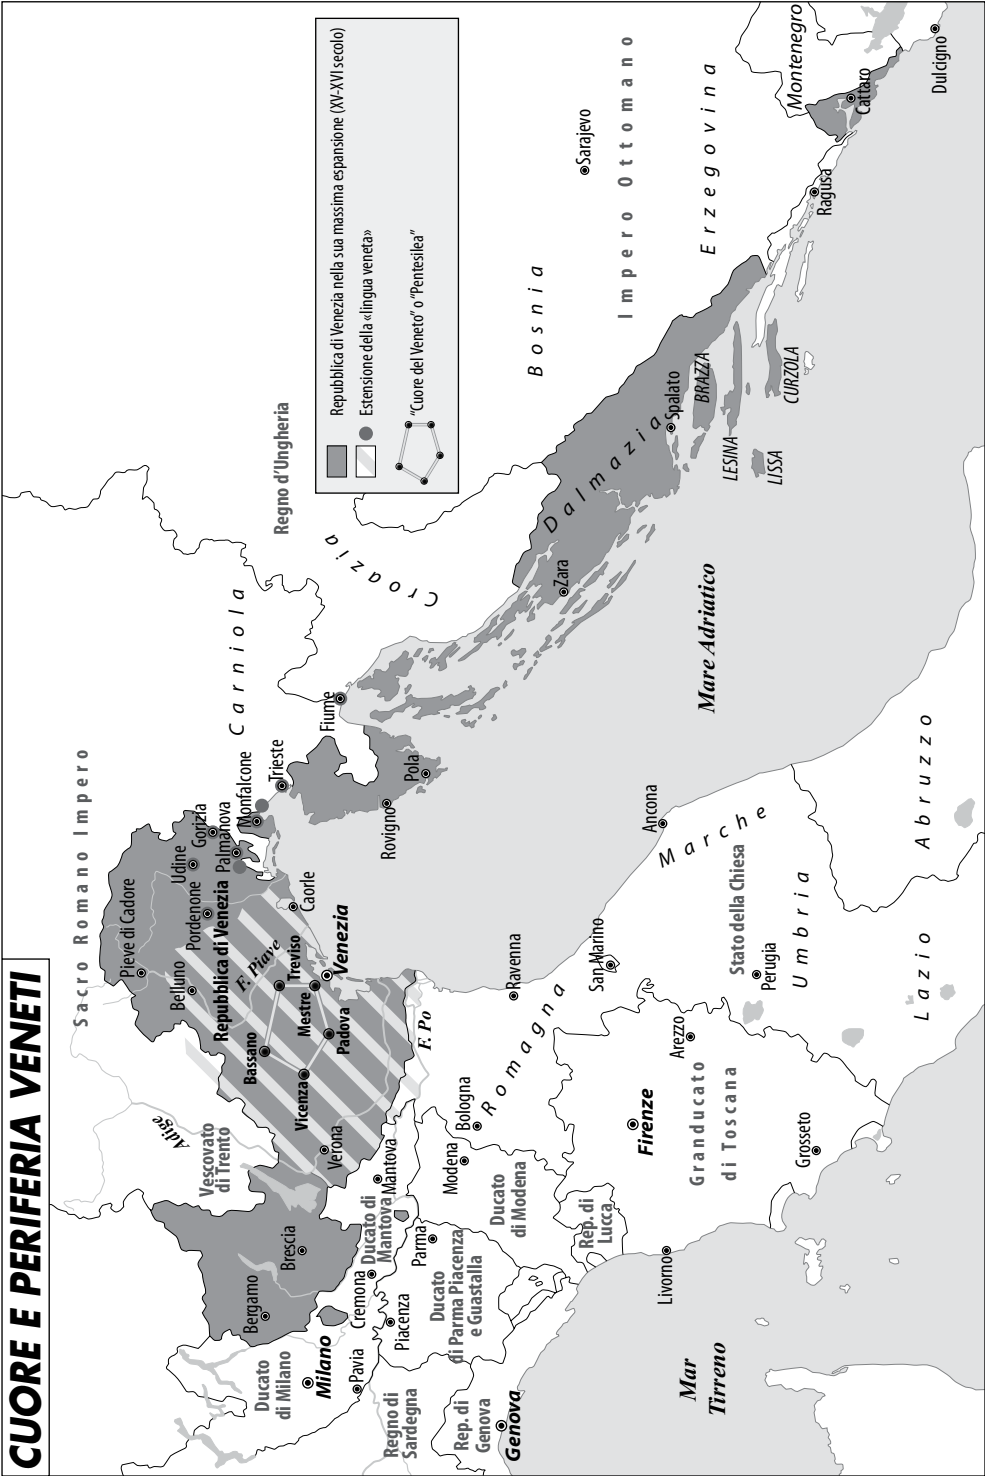 CUORE E PERIFERIA VENETI
Repubblica di Venezia nella sua massima espansione (XV-XVI secolo)
Estensione della «lingua veneta»
“Cuore del Veneto” o “Pentesilea”
Sacro Romano Impero
Regno d'Ungheria
Carniola
Croazia
Bosnia
Impero Ottomano
Sarajevo
Erzegovina
Montenegro
Cattaro
Dulcigno
Ragusa
Dalmazia
Zara
Spalato
BRAZZA
LESINA
LISSA
CURZOLA
Fiume
Trieste
Monfalcone
Gorizia
Palmanova
Udine
Pordenone
Pieve di Cadore
Belluno
Repubblica di Venezia
F. Piave
Caorle
Treviso
Venezia
Mestre
Padova
Bassano
Vicenza
Verona
Adige
Vescovato
di Trento
Rovigno
Pola
F. Po
Brescia
Bergamo
Ducato
di Milano
Milano
Pavia
Cremona
Ducato di
Mantova
Mantova
Piacenza
Parma
Ducato
di Parma Piacenza
e Guastalla
Modena
Ducato
di Modena
Bologna
Romagna
Ravenna
San Marino
Regno di
Sardegna
Rep. di
Genova
Genova
Rep. di
Lucca
Livorno
Firenze
Granducato
di Toscana
Arezzo
Grosseto
Ancona
Marche
Stato della Chiesa
Perugia
Umbria
Lazio
Abruzzo
Mare Adriatico
Mar
Tirreno